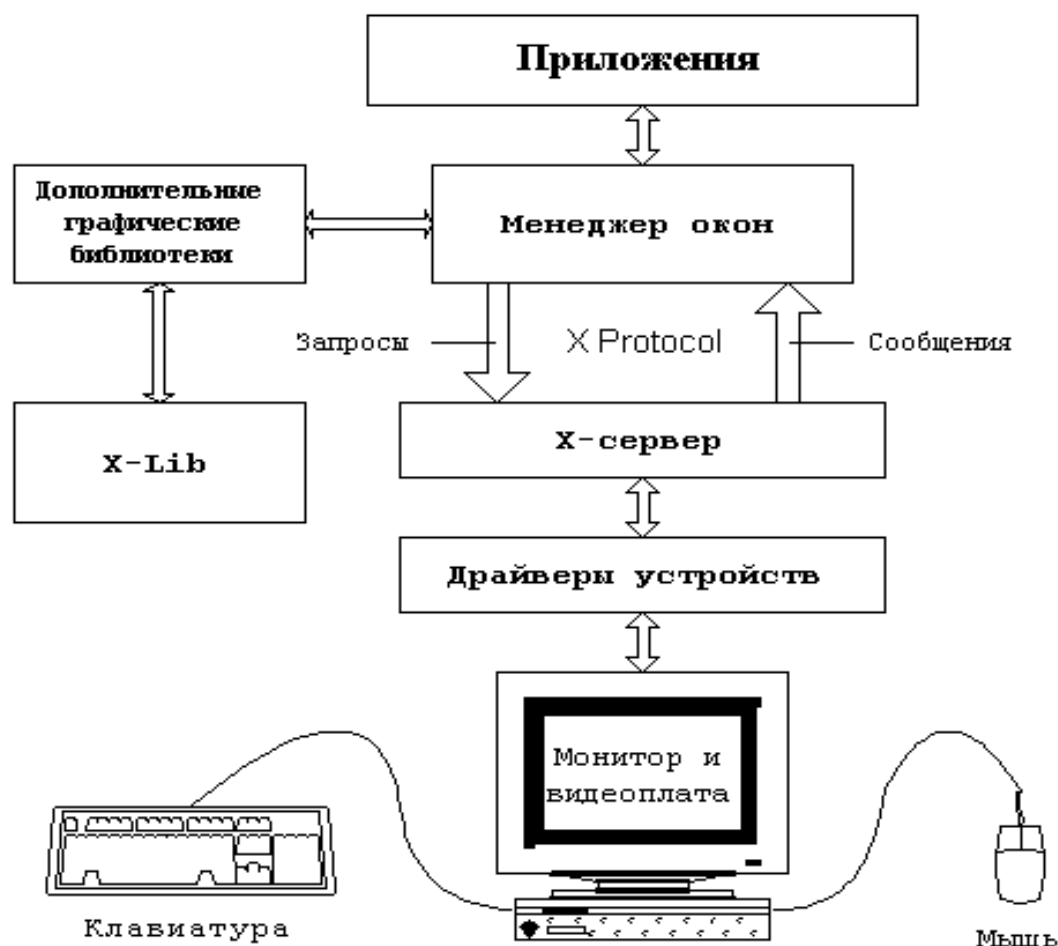 Приложения
Дополнительные
графические
библиотеки
Менеджер окон
Запросы
X Protocol
Сообщения
X-Lib
X-сервер
Драйверы устройств
Монитор и
видеоплата
Клавиатура
Мышь